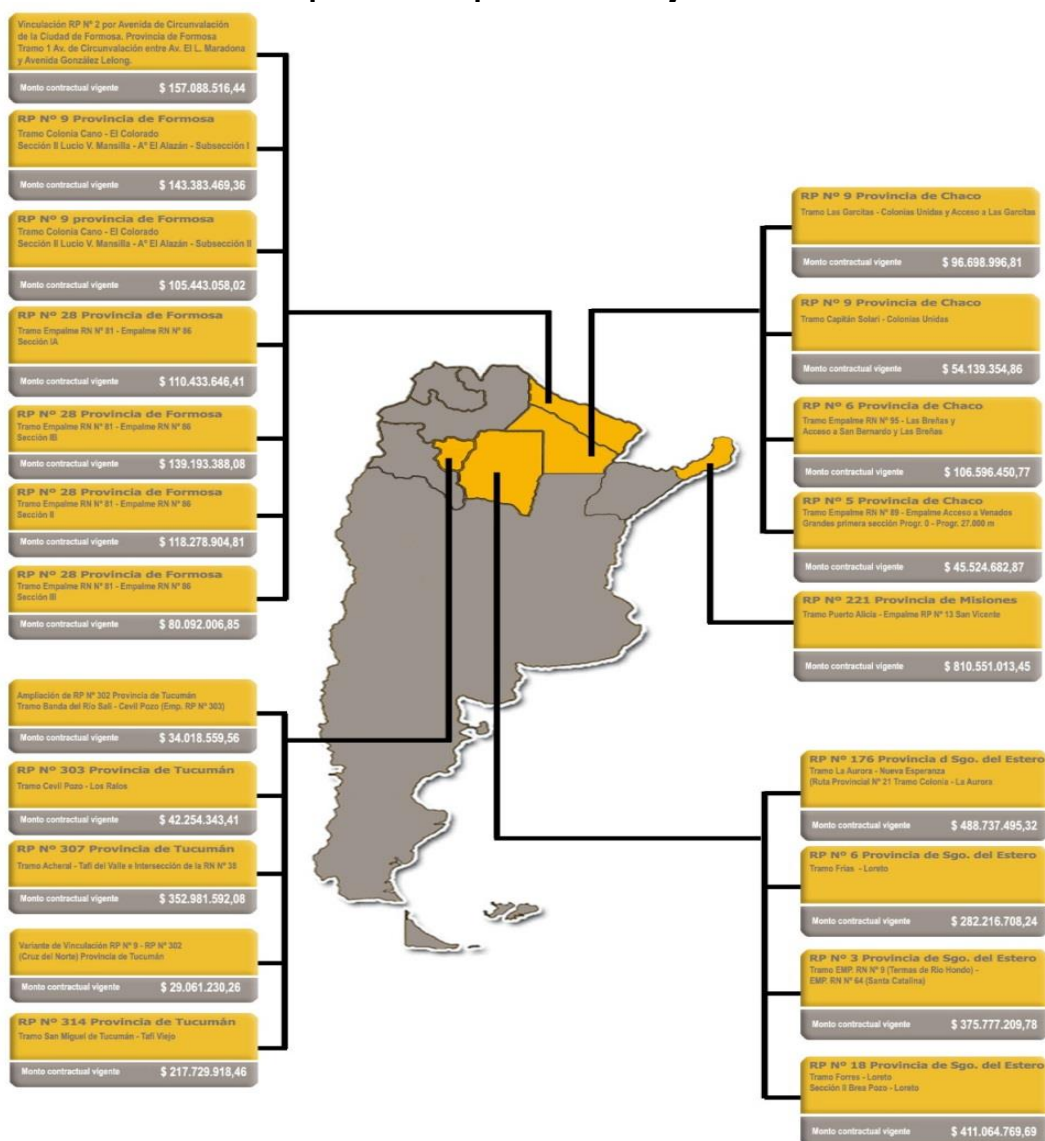 Vinculación RP Nº 2 por Avenida de Circunvalación
de la Ciudad de Formosa. Provincia de Formosa
Tramo 1 Av. de Circunvalación entre Av. El L. Maradona
y Avenida González Lelong.
Monto contractual vigente $ 157.088.516,44
RP Nº 9 Provincia de Formosa
Tramo Colonia Cano - El Colorado
Sección II Lucio V. Mansilla - Aº El Alazán - Subsección I
Monto contractual vigente $ 143.383.469,36
RP Nº 9 provincia de Formosa
Tramo Colonia Cano - El Colorado
Sección II Lucio V. Mansilla - Aº El Alazán - Subsección II
Monto contractual vigente $ 105.443.058,02
RP Nº 28 Provincia de Formosa
Tramo Empalme RN Nº 81 - Empalme RN Nº 86
Sección IA
Monto contractual vigente $ 110.433.646,41
RP Nº 28 Provincia de Formosa
Tramo Empalme RN Nº 81 - Empalme RN Nº 86
Sección IB
Monto contractual vigente $ 139.193.388,08
RP Nº 28 Provincia de Formosa
Tramo Empalme RN Nº 81 - Empalme RN Nº 86
Sección II
Monto contractual vigente $ 118.278.904,81
RP Nº 28 Provincia de Formosa
Tramo Empalme RN Nº 81 - Empalme RN Nº 86
Sección III
Monto contractual vigente $ 80.092.006,85
Ampliación de RP Nº 302 Provincia de Tucumán
Tramo Banda del Río Salí - Cevil Pozo (Emp. RP Nº 303)
Monto contractual vigente $ 34.018.559,56
RP Nº 303 Provincia de Tucumán
Tramo Cevil Pozo - Los Ralos
Monto contractual vigente $ 42.254.343,41
RP Nº 307 Provincia de Tucumán
Tramo Acheral - Tafí del Valle e Intersección de la RN Nº 38
Monto contractual vigente $ 352.981.592,08
Variante de Vinculación RP Nº 9 - RP Nº 302
(Cruz del Norte) Provincia de Tucumán
Monto contractual vigente $ 29.061.230,26
RP Nº 314 Provincia de Tucumán
Tramo San Miguel de Tucumán - Tafí Viejo
Monto contractual vigente $ 217.729.918,46
RP Nº 9 Provincia de Chaco
Tramo Las Garcitas - Colonias Unidas y Acceso a Las Garcitas
Monto contractual vigente $ 96.698.996,81
RP Nº 9 Provincia de Chaco
Tramo Capitán Solari - Colonias Unidas
Monto contractual vigente $ 54.139.354,86
RP Nº 6 Provincia de Chaco
Tramo Empalme RN Nº 95 - Las Breñas y
Acceso a San Bernardo y Las Breñas
Monto contractual vigente $ 106.596.450,77
RP Nº 5 Provincia de Chaco
Tramo Empalme RN Nº 89 - Empalme Acceso a Venados
Grandes primera sección Progr. 0 - Progr. 27.000 m
Monto contractual vigente $ 45.524.682,87
RP Nº 221 Provincia de Misiones
Tramo Puerto Alicia - Empalme RP Nº 13 San Vicente
Monto contractual vigente $ 810.551.013,45
RP Nº 176 Provincia d Sgo. del Estero
Tramo La Aurora - Nueva Esperanza
(Ruta Provincial Nº 21 Tramo Colonia - La Aurora
Monto contractual vigente $ 488.737.495,32
RP Nº 6 Provincia de Sgo. del Estero
Tramo Frías - Loreto
Monto contractual vigente $ 282.216.708,24
RP Nº 3 Provincia de Sgo. del Estero
Tramo EMP. RN Nº 9 (Termas de Río Hondo) -
EMP. RN Nº 64 (Santa Catalina)
Monto contractual vigente $ 375.777.209,78
RP Nº 18 Provincia de Sgo. del Estero
Tramo Forres - Loreto
Sección II Brea Pozo - Loreto
Monto contractual vigente $ 411.064.769,69